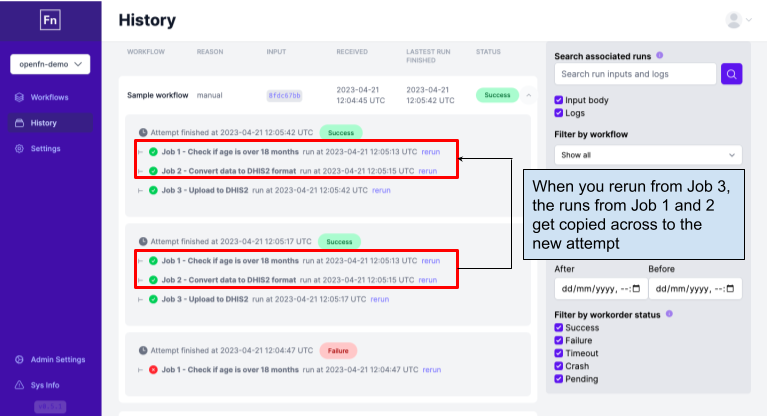 Fn
History
openfn-demo
Workflows
History
Settings
Admin Settings
Sys Info
WORKFLOW REASON INPUT RECEIVED LASTEST RUN FINISHED STATUS
Sample workflow manual 8fdc67bb 2023-04-21 12:04:45 UTC 2023-04-21 12:05:42 UTC Success
Attempt finished at 2023-04-21 12:05:42 UTC Success
Job 1 - Check if age is over 18 months run at 2023-04-21 12:05:13 UTC rerun
Job 2 - Convert data to DHIS2 format run at 2023-04-21 12:05:15 UTC rerun
Job 3 - Upload to DHIS2 run at 2023-04-21 12:05:42 UTC rerun
Attempt finished at 2023-04-21 12:05:17 UTC Success
Job 1 - Check if age is over 18 months run at 2023-04-21 12:05:13 UTC rerun
Job 2 - Convert data to DHIS2 format run at 2023-04-21 12:05:15 UTC rerun
Job 3 - Upload to DHIS2 run at 2023-04-21 12:05:17 UTC rerun
Attempt finished at 2023-04-21 12:04:47 UTC Failure
Job 1 - Check if age is over 18 months run at 2023-04-21 12:04:47 UTC rerun
Search associated runs
Search run inputs and logs
Input body
Logs
Filter by workflow
Show all
When you rerun from Job 3,
the runs from Job 1 and 2
get copied across to the
new attempt
After Before
dd/mm/yyyy, --: dd/mm/yyyy, --:
Filter by workorder status
Success
Failure
Timeout
Crash
Pending